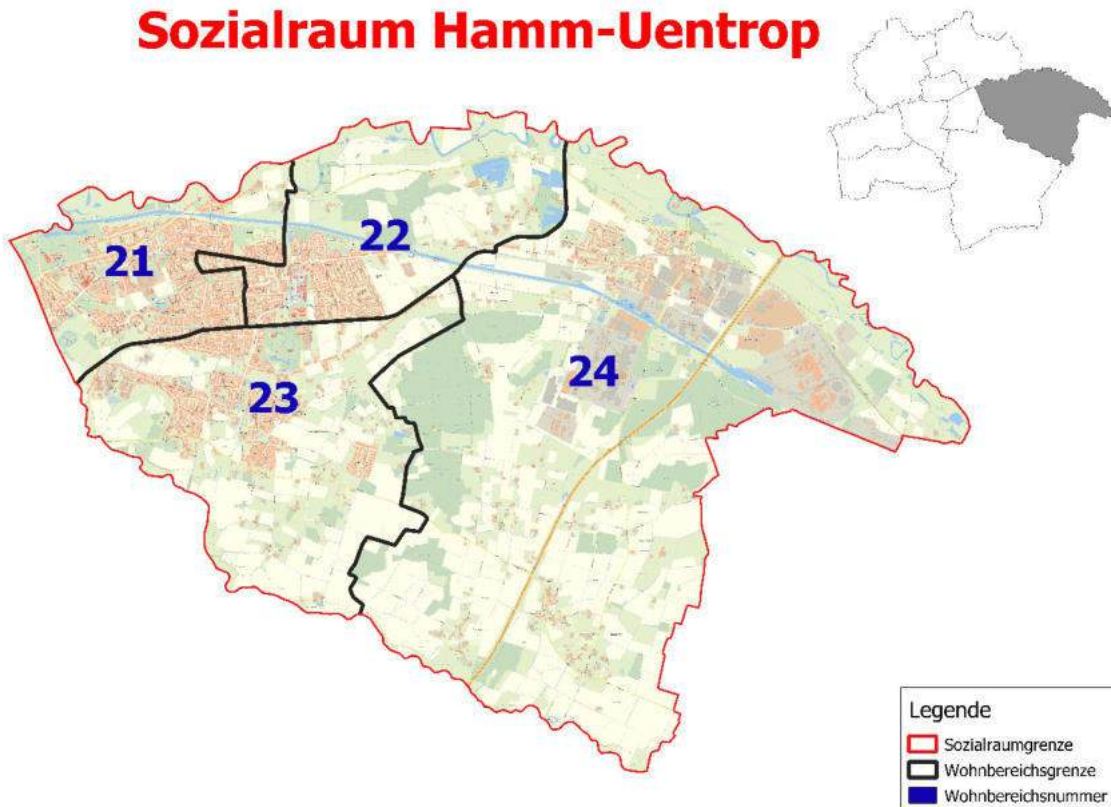 Sozialraum Hamm-Uentrop
21
22
23
24
Legende
Sozialraumgrenze
Wohnbereichsgrenze
Wohnbereichsnummer